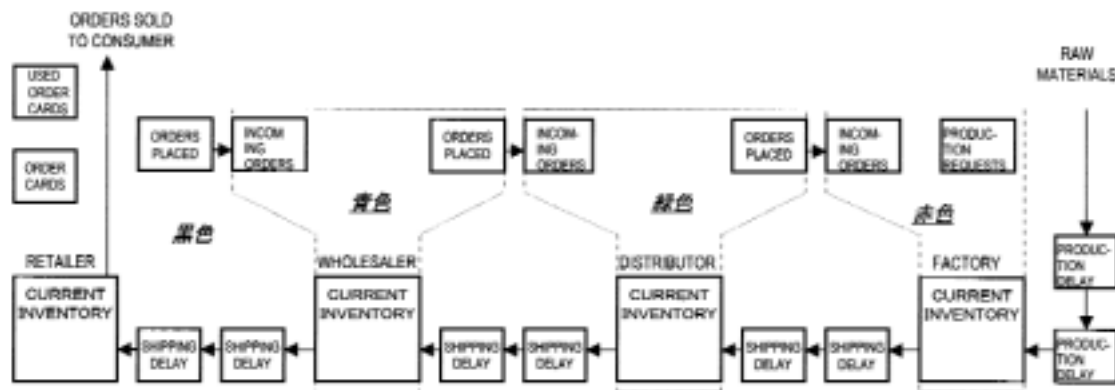 ORDERS SOLD
TO CONSUMER
USED
ORDER
CARDS
ORDER
CARDS
RAW
MATERIALS
ORDERS
PLACED
INCOM
ING
ORDERS
ORDERS
PLACED
INCOM-
ING
ORDERS
ORDERS
PLACED
INCOM-
ING
ORDERS
PRODUC-
TION
REQUESTS
黒色
青色
緑色
赤色
RETAILER
CURRENT
INVENTORY
WHOLESALER
CURRENT
INVENTORY
DISTRIBUTOR
CURRENT
INVENTORY
FACTORY
CURRENT
INVENTORY
PRODUC-
TION
DELAY
SHIPPING
DELAY
SHIPPING
DELAY
SHIPPING
DELAY
SHIPPING
DELAY
SHIPPING
DELAY
SHIPPING
DELAY
PRODUC-
TION
DELAY